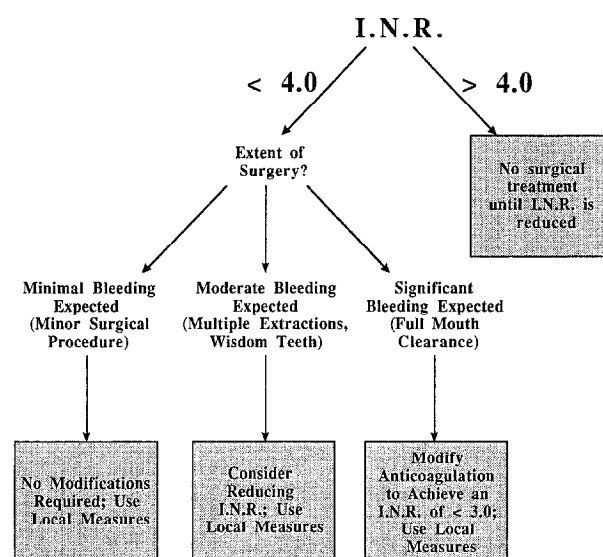 I.N.R.
< 4.0
> 4.0
Extent of
Surgery?
No surgical
treatment
until I.N.R. is
reduced
Minimal Bleeding
Expected
(Minor Surgical
Procedure)
Moderate Bleeding
Expected
(Multiple Extractions,
Wisdom Teeth)
Significant
Bleeding Expected
(Full Mouth
Clearance)
No Modifications
Required; Use
Local Measures
Consider
Reducing
I.N.R.; Use
Local Measures
Modify
Anticoagulation
to Achieve an
I.N.R. of < 3.0;
Use Local
Measures